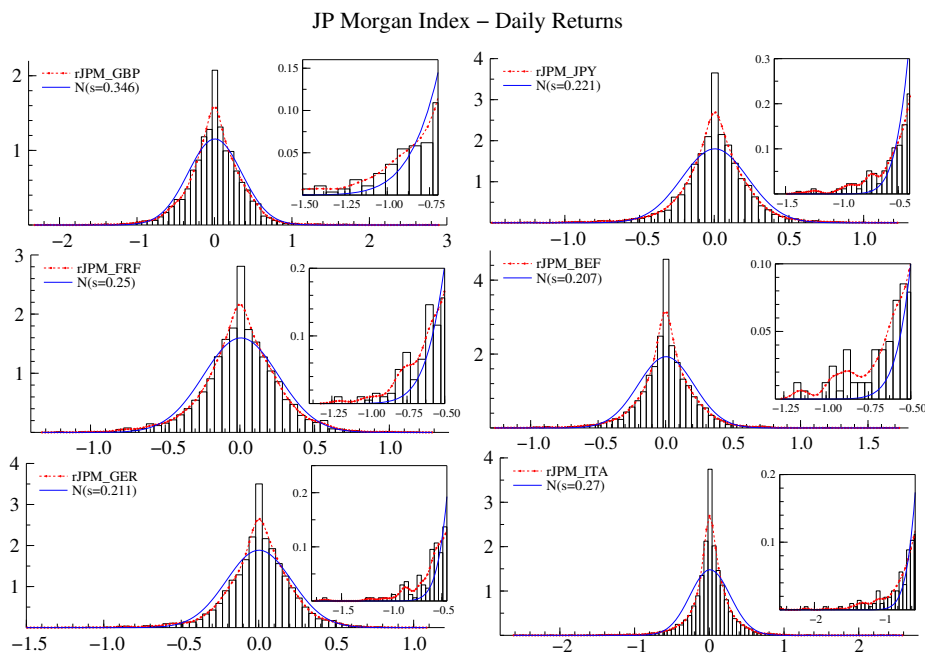 JP Morgan Index – Daily Returns
rJPM_GBP
N(s=0.346)
2
1
0.15
0.10
0.05
−1.50 −1.25 −1.00 −0.75
−2 −1 0 1 2 3
rJPM_JPY
N(s=0.221)
4
3
2
1
0.3
0.2
0.1
−1.5 −1.0 −0.5
−1.0 −0.5 0.0 0.5 1.0
rJPM_FRF
N(s=0.25)
3
2
1
0.2
0.1
−1.25 −1.00 −0.75 −0.50
−1.0 −0.5 0.0 0.5 1.0
rJPM_BEF
N(s=0.207)
4
2
0.10
0.05
−1.25 −1.00 −0.75 −0.50
−1.0 −0.5 0.0 0.5 1.0 1.5
rJPM_GER
N(s=0.211)
4
3
2
1
0.2
0.1
−1.5 −1.0 −0.5
−1.5 −1.0 −0.5 0.0 0.5 1.0
rJPM_ITA
N(s=0.27)
4
3
2
1
0.2
0.1
−2 −1
−2 −1 0 1 2